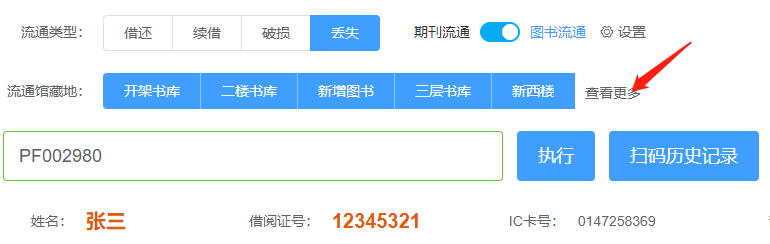 流通类型： 借还 续借 破损 丢失 期刊流通 图书流通 设置
流通馆藏地： 开架书库 二楼书库 新增图书 三层书库 新西楼 查看更多
PF002980 执行 扫码历史记录
姓名： 张三 借阅证号： 12345321 IC卡号： 0147258369